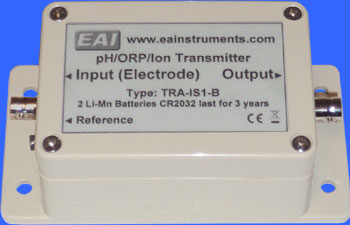 EAI www.eainstruments.com
pH/ORP/Ion Transmitter
Input (Electrode) Output
Type: TRA-IS1-B
2 Li-Mn Batteries CR2032 last for 3 years
Reference CE